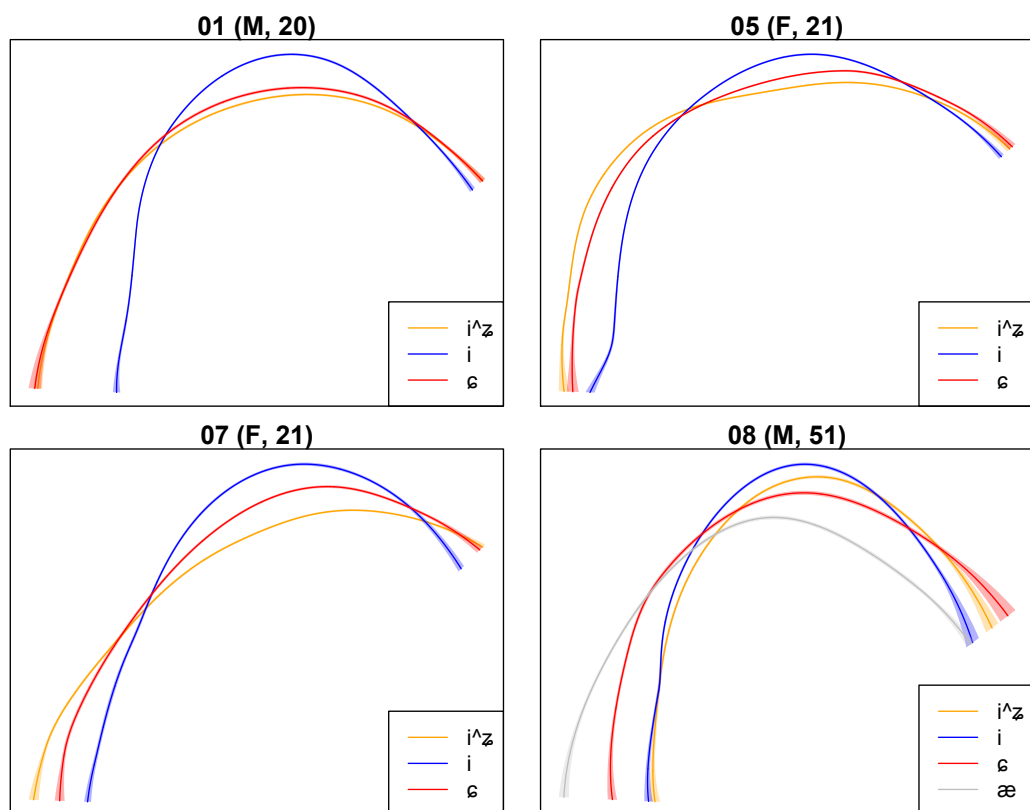 01 (M, 20)
i^ʑ
i
ɕ
05 (F, 21)
i^ʑ
i
ɕ
07 (F, 21)
i^ʑ
i
ɕ
08 (M, 51)
i^ʑ
i
ɕ
æ